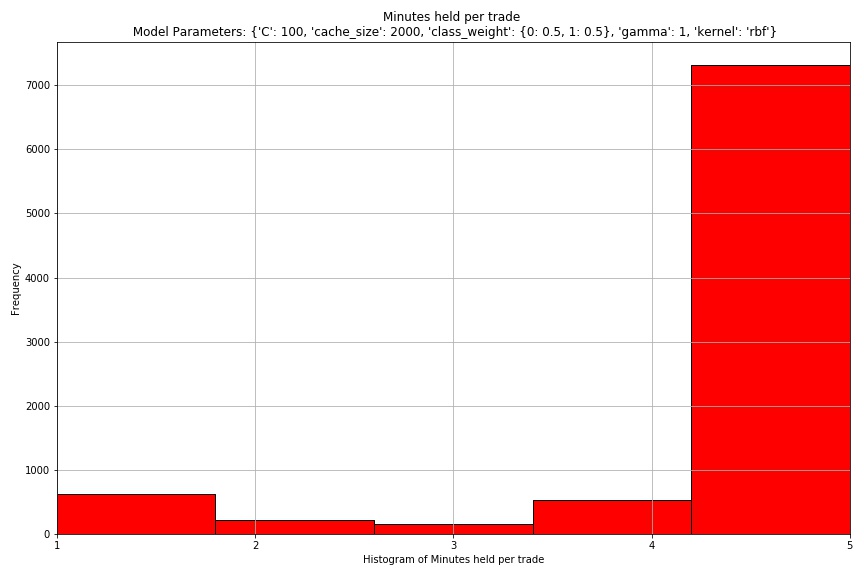 Minutes held per trade
Model Parameters: {'C': 100, 'cache_size': 2000, 'class_weight': {0: 0.5, 1: 0.5}, 'gamma': 1, 'kernel': 'rbf'}
7000
6000
5000
4000
3000
2000
1000
0
Frequency
1 2 3 4 5
Histogram of Minutes held per trade